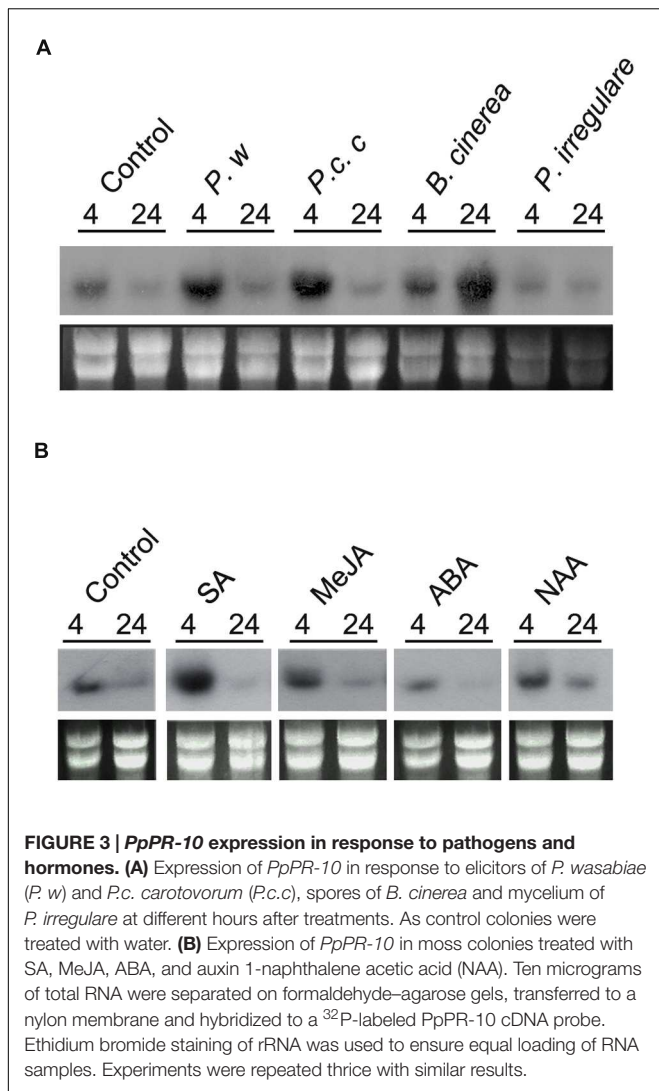 A
Control P. w P.c. c B. cinerea P. irregulare
4 24 4 24 4 24 4 24 4 24
B
Control SA MeJA ABA NAA
4 24 4 24 4 24 4 24 4 24
FIGURE 3 | PpPR-10 expression in response to pathogens and
hormones. (A) Expression of PpPR-10 in response to elicitors of P. wasabiae
(P. w) and P.c. carotovorum (P.c.c), spores of B. cinerea and mycelium of
P. irregulare at different hours after treatments. As control colonies were
treated with water. (B) Expression of PpPR-10 in moss colonies treated with
SA, MeJA, ABA, and auxin 1-naphthalene acetic acid (NAA). Ten micrograms
of total RNA were separated on formaldehyde–agarose gels, transferred to a
nylon membrane and hybridized to a ³²P-labeled PpPR-10 cDNA probe.
Ethidium bromide staining of rRNA was used to ensure equal loading of RNA
samples. Experiments were repeated thrice with similar results.